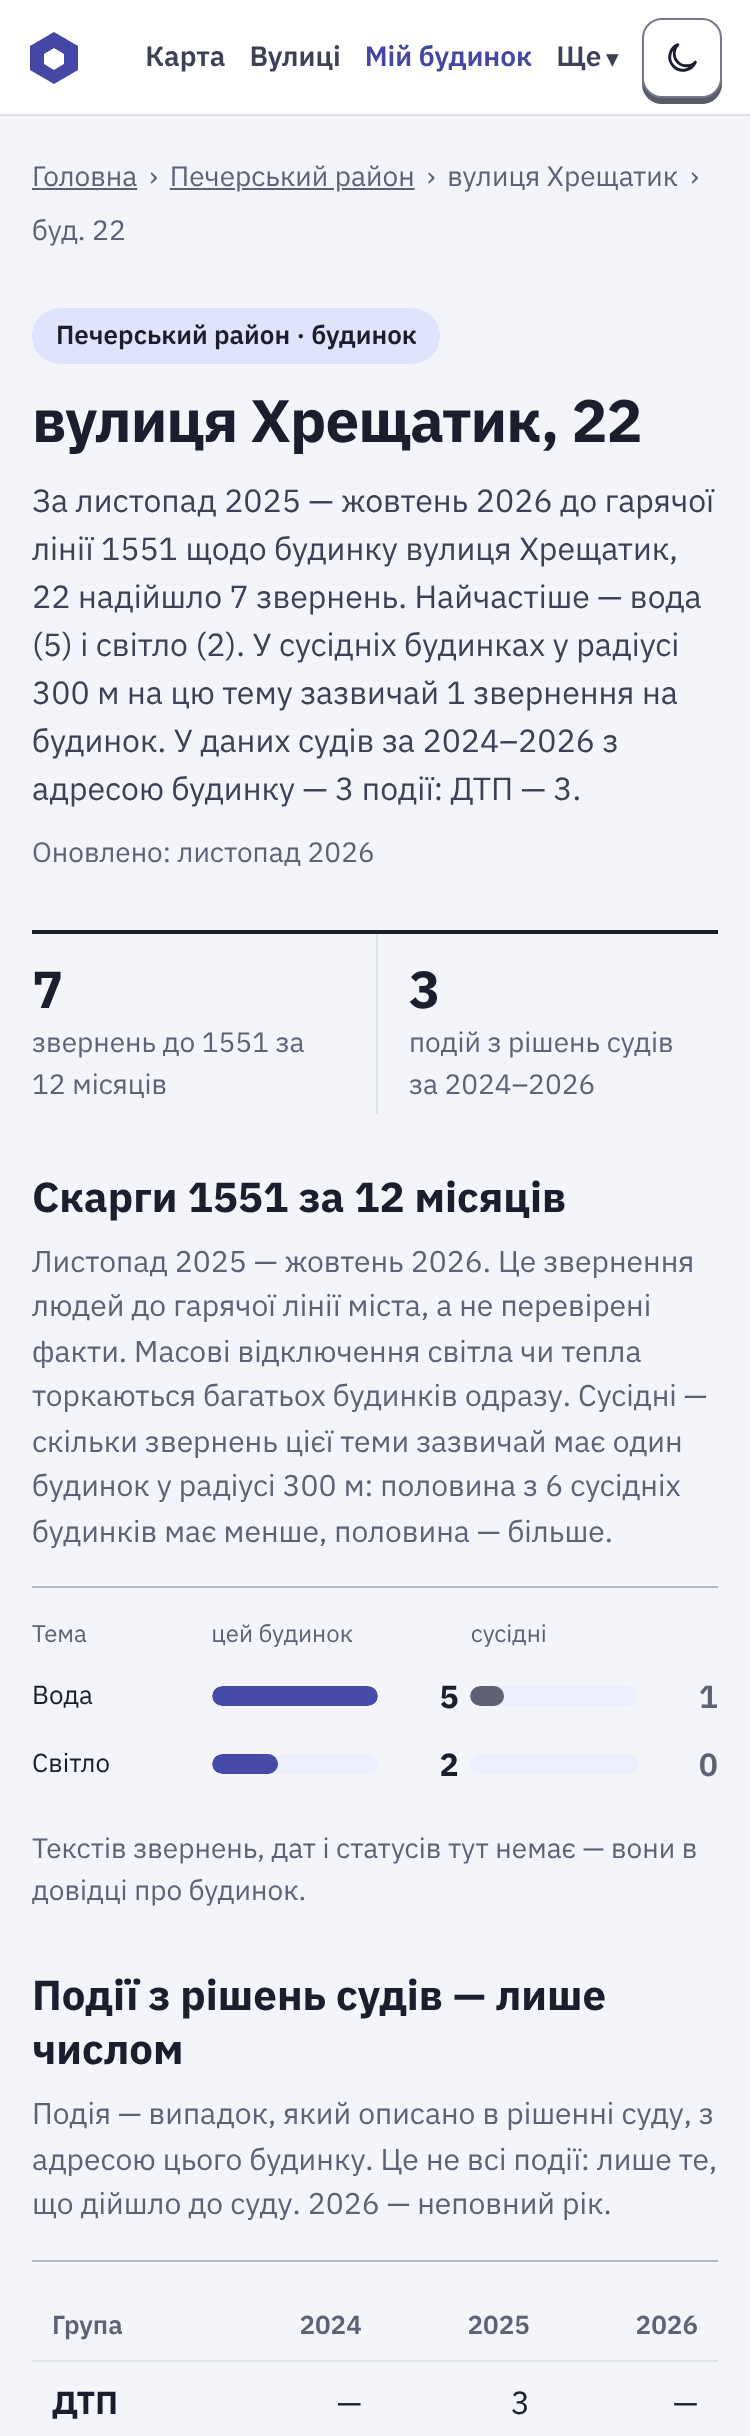 Карта Вулиці Мій будинок Ще ▾
Головна › Печерський район › вулиця Хрещатик ›
буд. 22
Печерський район · будинок
вулиця Хрещатик, 22
За листопад 2025 — жовтень 2026 до гарячої
лінії 1551 щодо будинку вулиця Хрещатик,
22 надійшло 7 звернень. Найчастіше — вода
(5) і світло (2). У сусідніх будинках у радіусі
300 м на цю тему зазвичай 1 звернення на
будинок. У даних судів за 2024–2026 з
адресою будинку — 3 події: ДТП — 3.
Оновлено: листопад 2026
7
звернень до 1551 за
12 місяців
3
подій з рішень судів
за 2024–2026
Скарги 1551 за 12 місяців
Листопад 2025 — жовтень 2026. Це звернення
людей до гарячої лінії міста, а не перевірені
факти. Масові відключення світла чи тепла
торкаються багатьох будинків одразу. Сусідні —
скільки звернень цієї теми зазвичай має один
будинок у радіусі 300 м: половина з 6 сусідніх
будинків має менше, половина — більше.
Тема цей будинок сусідні
Вода 5 1
Світло 2 0
Текстів звернень, дат і статусів тут немає — вони в
довідці про будинок.
Події з рішень судів — лише
числом
Подія — випадок, який описано в рішенні суду, з
адресою цього будинку. Це не всі події: лише те,
що дійшло до суду. 2026 — неповний рік.
Група 2024 2025 2026
ДТП — 3 —